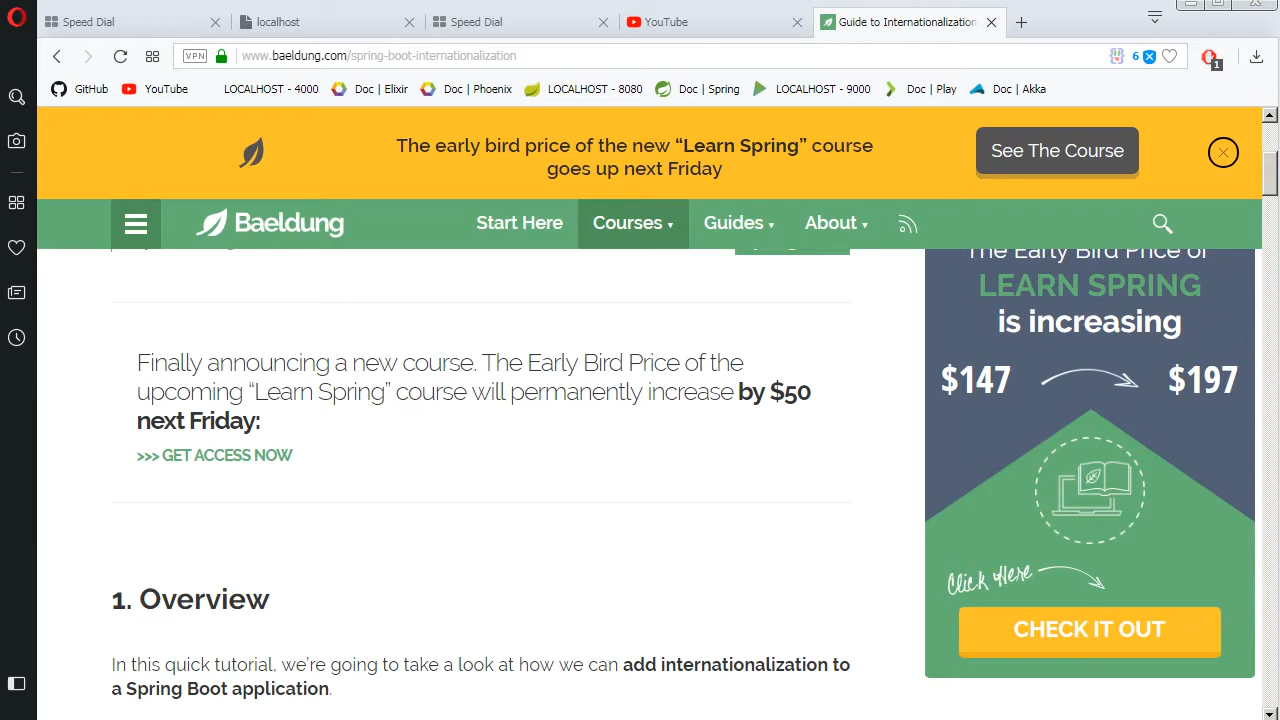 Speed Dial
localhost
Speed Dial
YouTube
Guide to Internationalization
VPN
www.baeldung.com/spring-boot-internationalization
6
1
GitHub
YouTube
LOCALHOST - 4000
Doc | Elixir
Doc | Phoenix
LOCALHOST - 8080
Doc | Spring
LOCALHOST - 9000
Doc | Play
Doc | Akka
The early bird price of the new “Learn Spring” course
goes up next Friday
See The Course
Baeldung
Start Here
Courses
Guides
About
The Early Bird Price of
LEARN SPRING
is increasing
$147
$197
Click Here
CHECK IT OUT
Finally announcing a new course. The Early Bird Price of the
upcoming “Learn Spring” course will permanently increase by $50
next Friday:
>>> GET ACCESS NOW
1. Overview
In this quick tutorial, we’re going to take a look at how we can add internationalization to
a Spring Boot application.